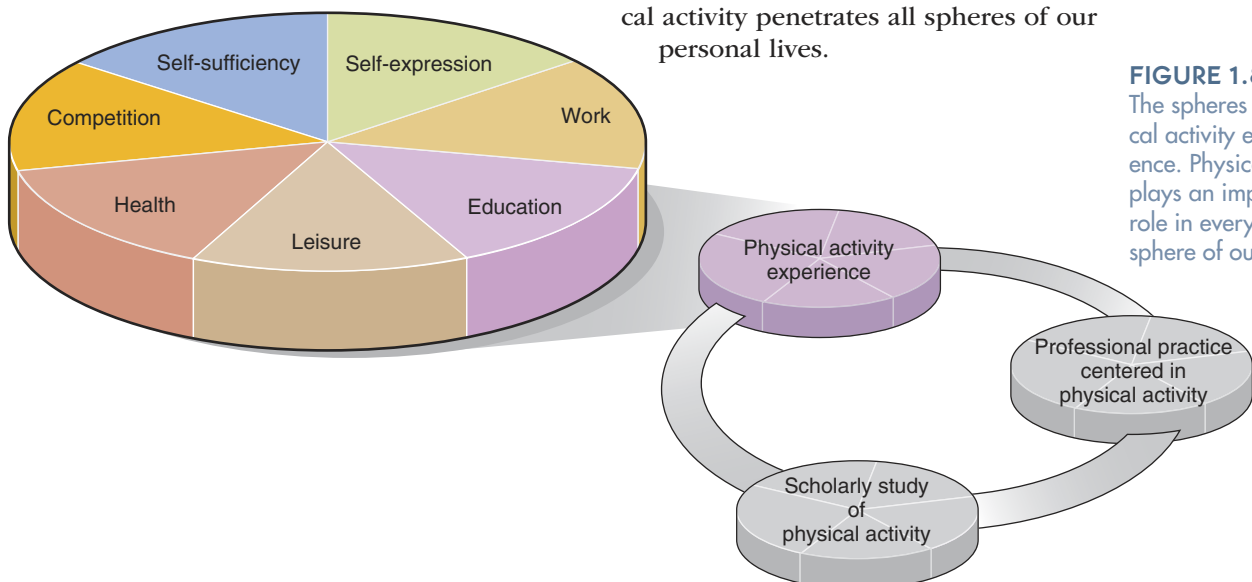 cal activity penetrates all spheres of our
personal lives.
FIGURE 1.
The spheres
cal activity e
ence. Physic
plays an imp
role in every
sphere of ou
Self-sufficiency
Self-expression
Competition
Work
Health
Education
Leisure
Physical activity
experience
Professional practice
centered in
physical activity
Scholarly study
of
physical activity